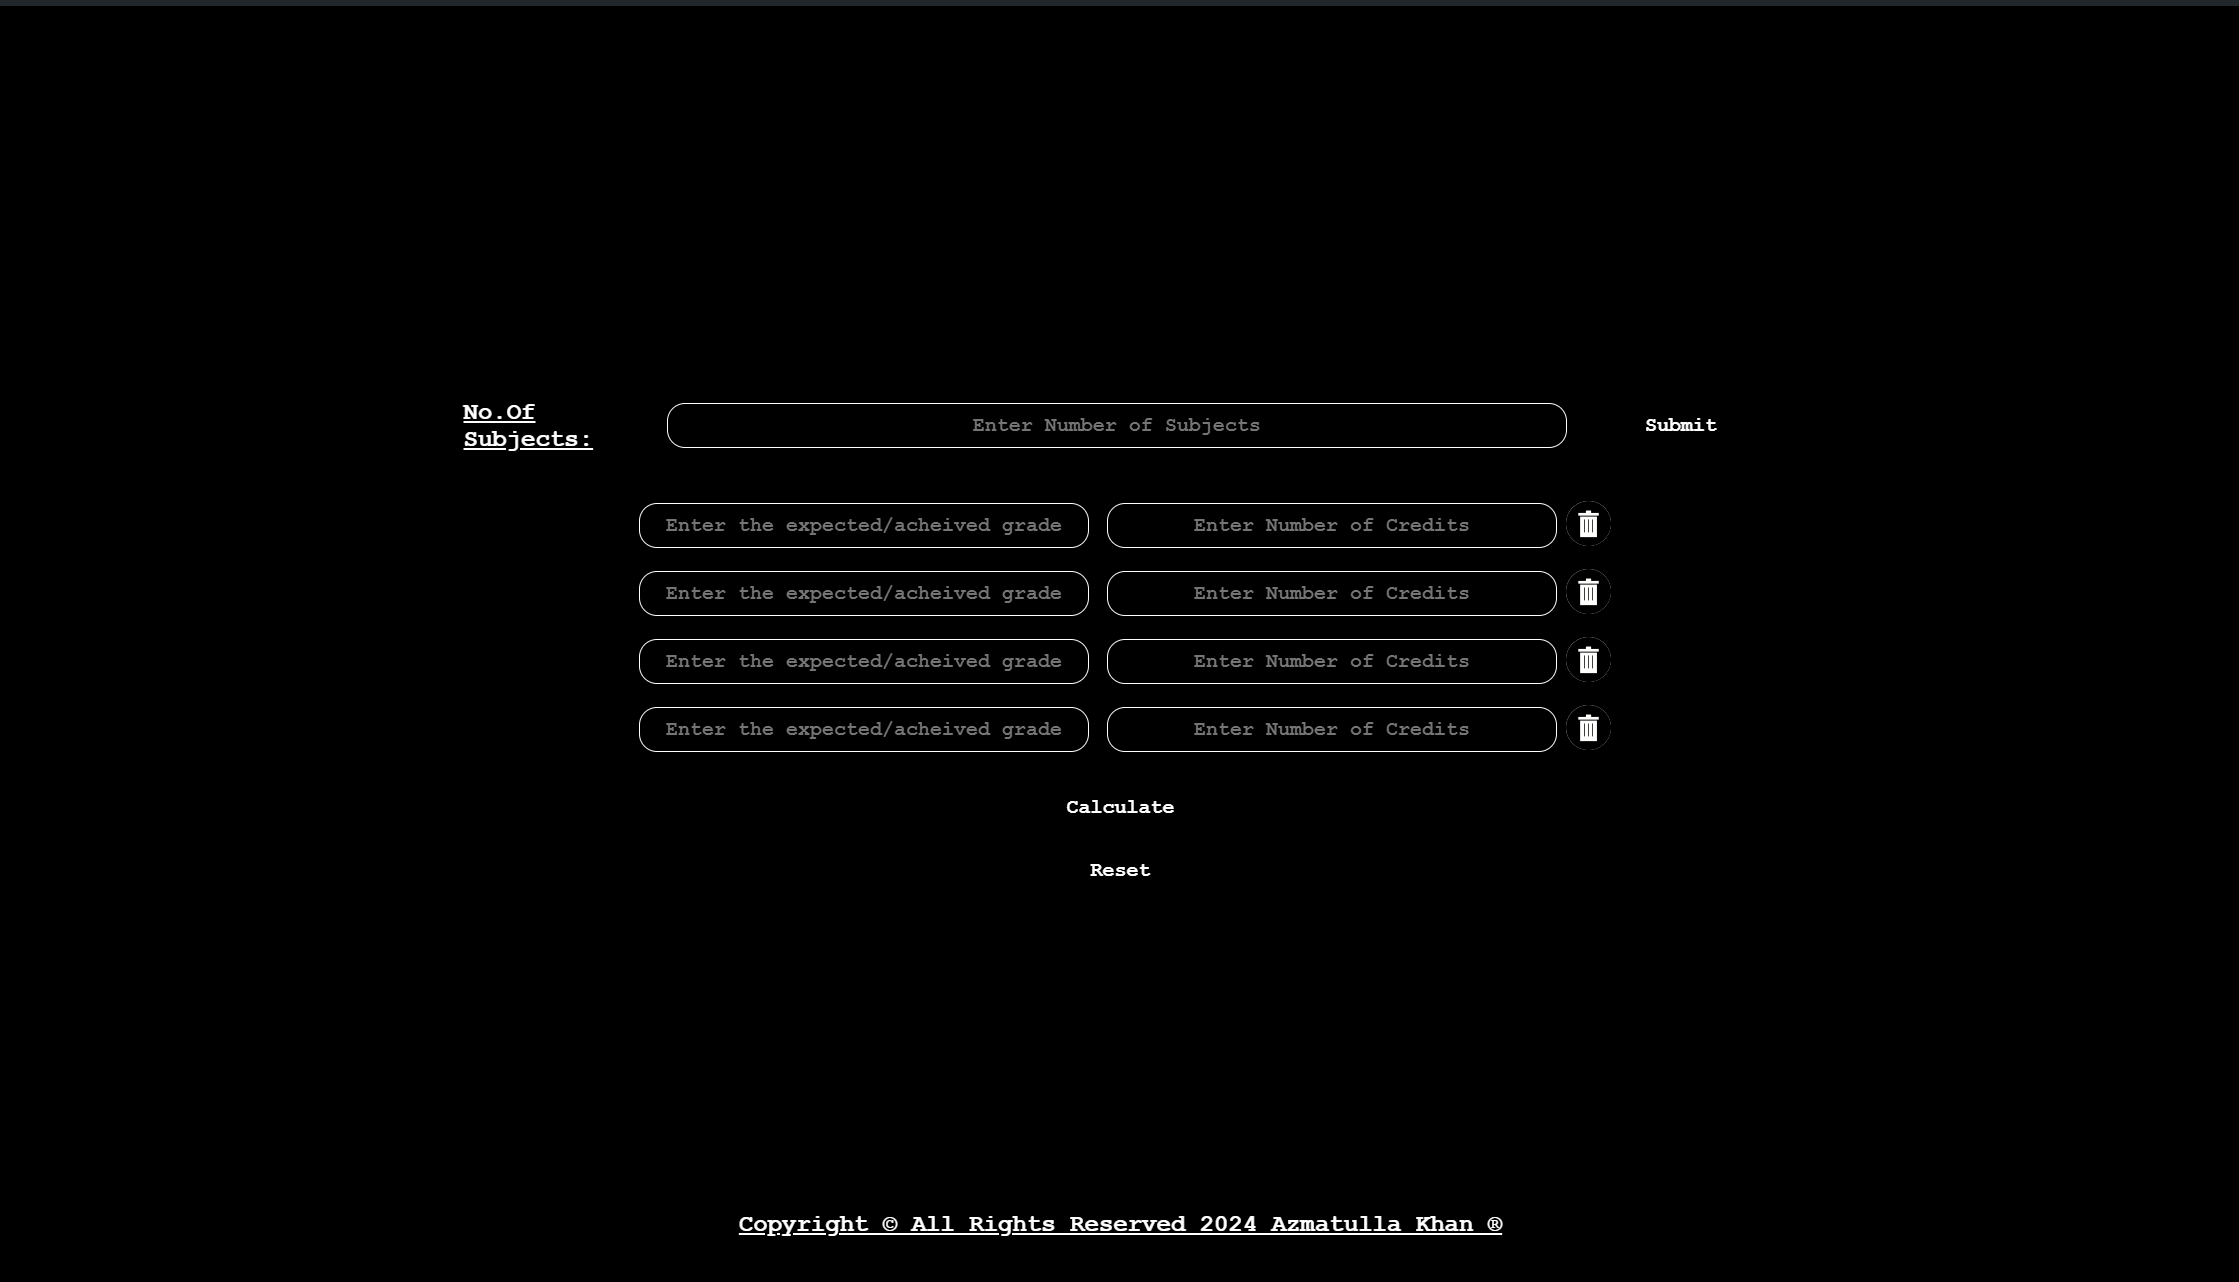 No.Of
Subjects:
Enter Number of Subjects
Submit
Enter the expected/acheived grade
Enter Number of Credits
Enter the expected/acheived grade
Enter Number of Credits
Enter the expected/acheived grade
Enter Number of Credits
Enter the expected/acheived grade
Enter Number of Credits
Calculate
Reset
Copyright © All Rights Reserved 2024 Azmatulla Khan ®